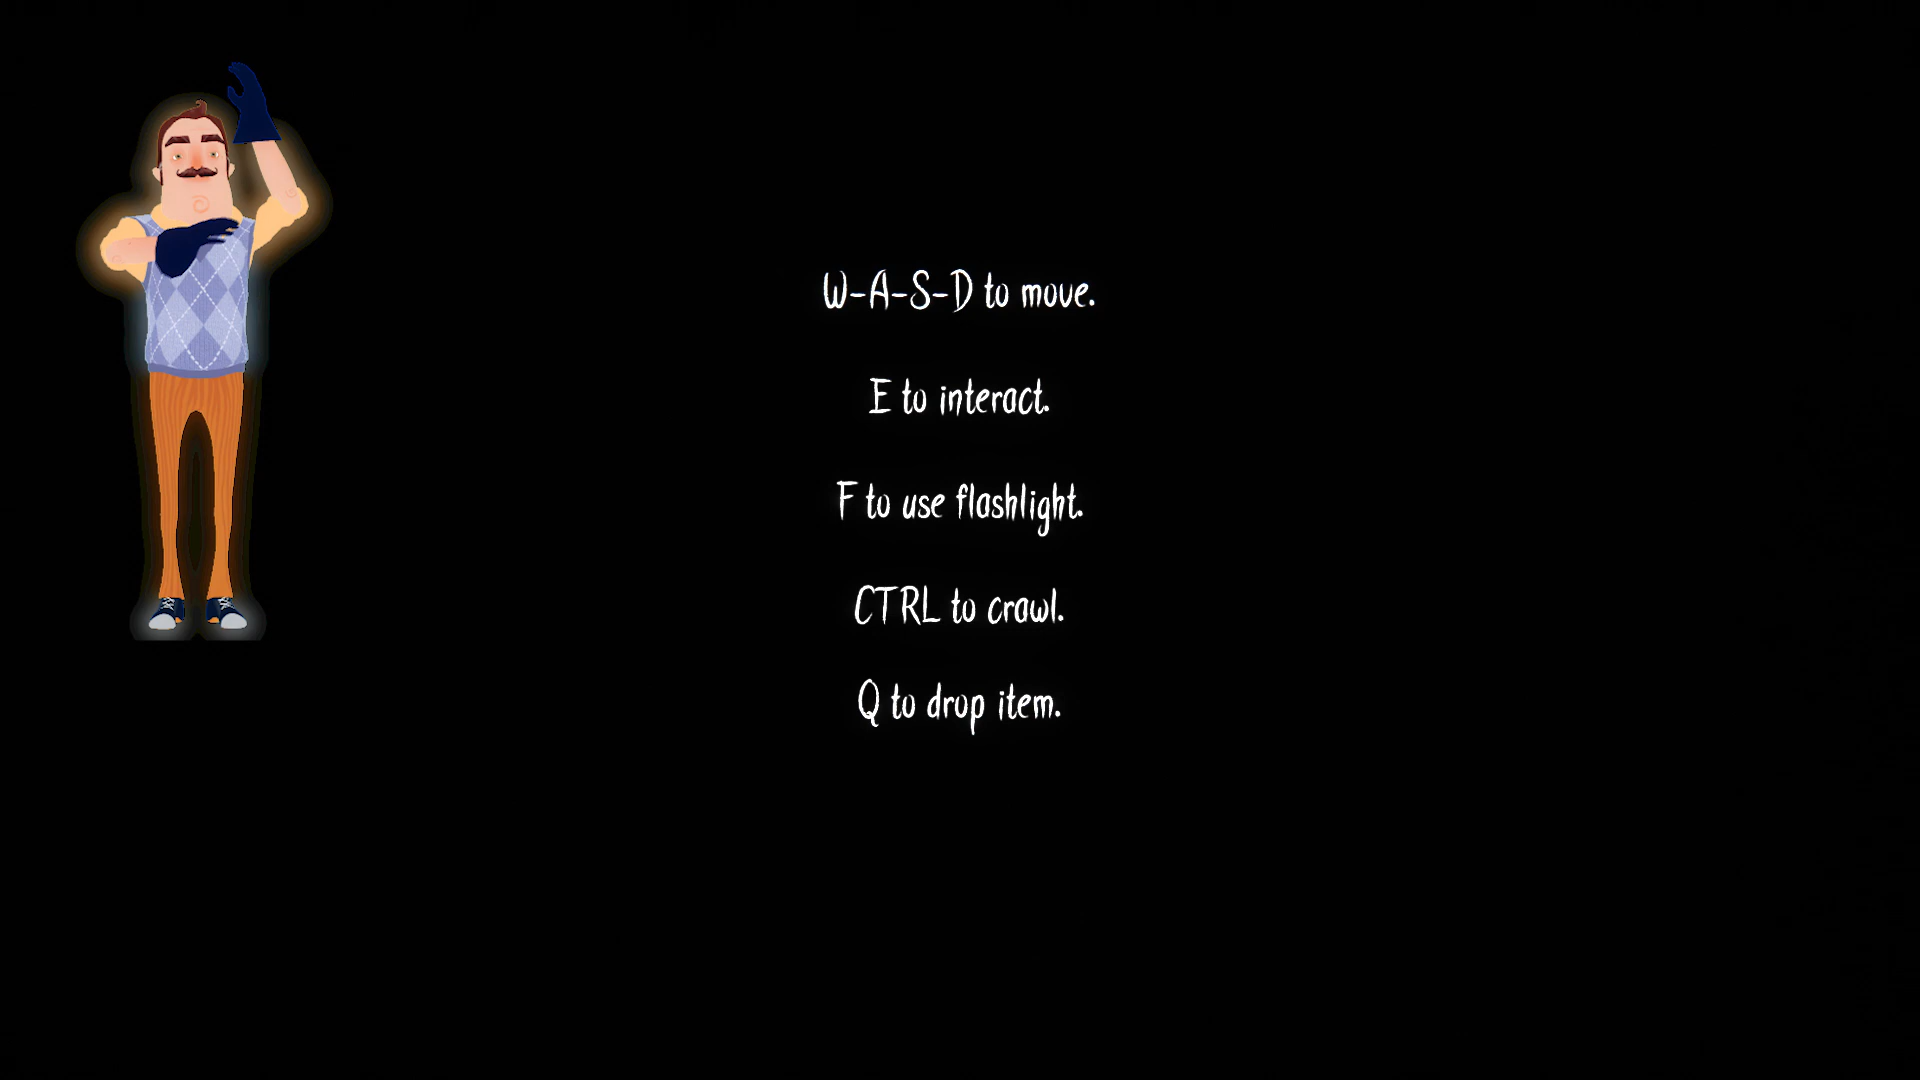 W-A-S-D to move.
E to interact.
F to use flashlight.
CTRL to crawl.
Q to drop item.